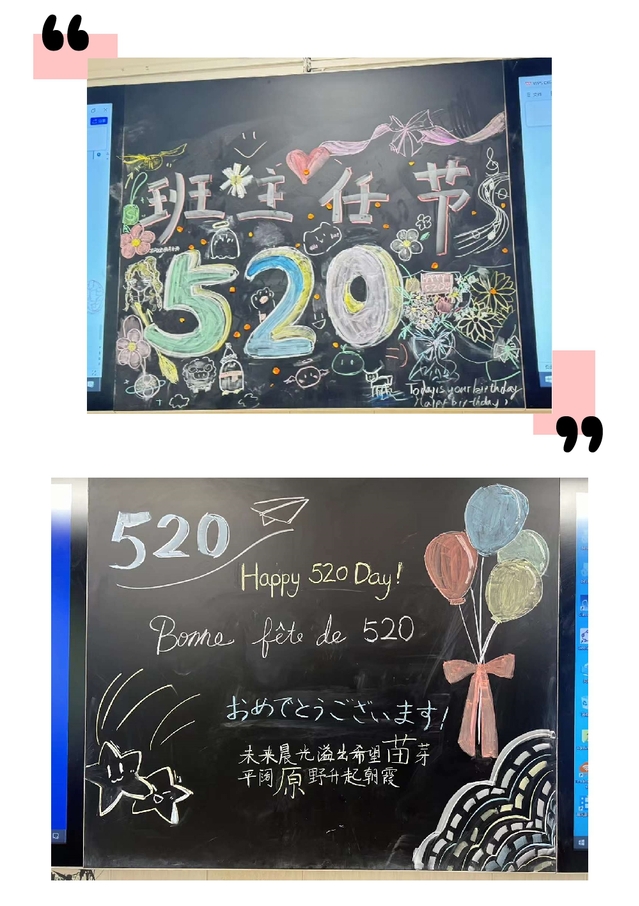 班主任节
520
Today is your birthday
Happy birthday!
520
Happy 520 Day!
Bonne fête de 520
おめでとうございます!
未来晨光溢出希望苗芽
平阔原野升起朝霞